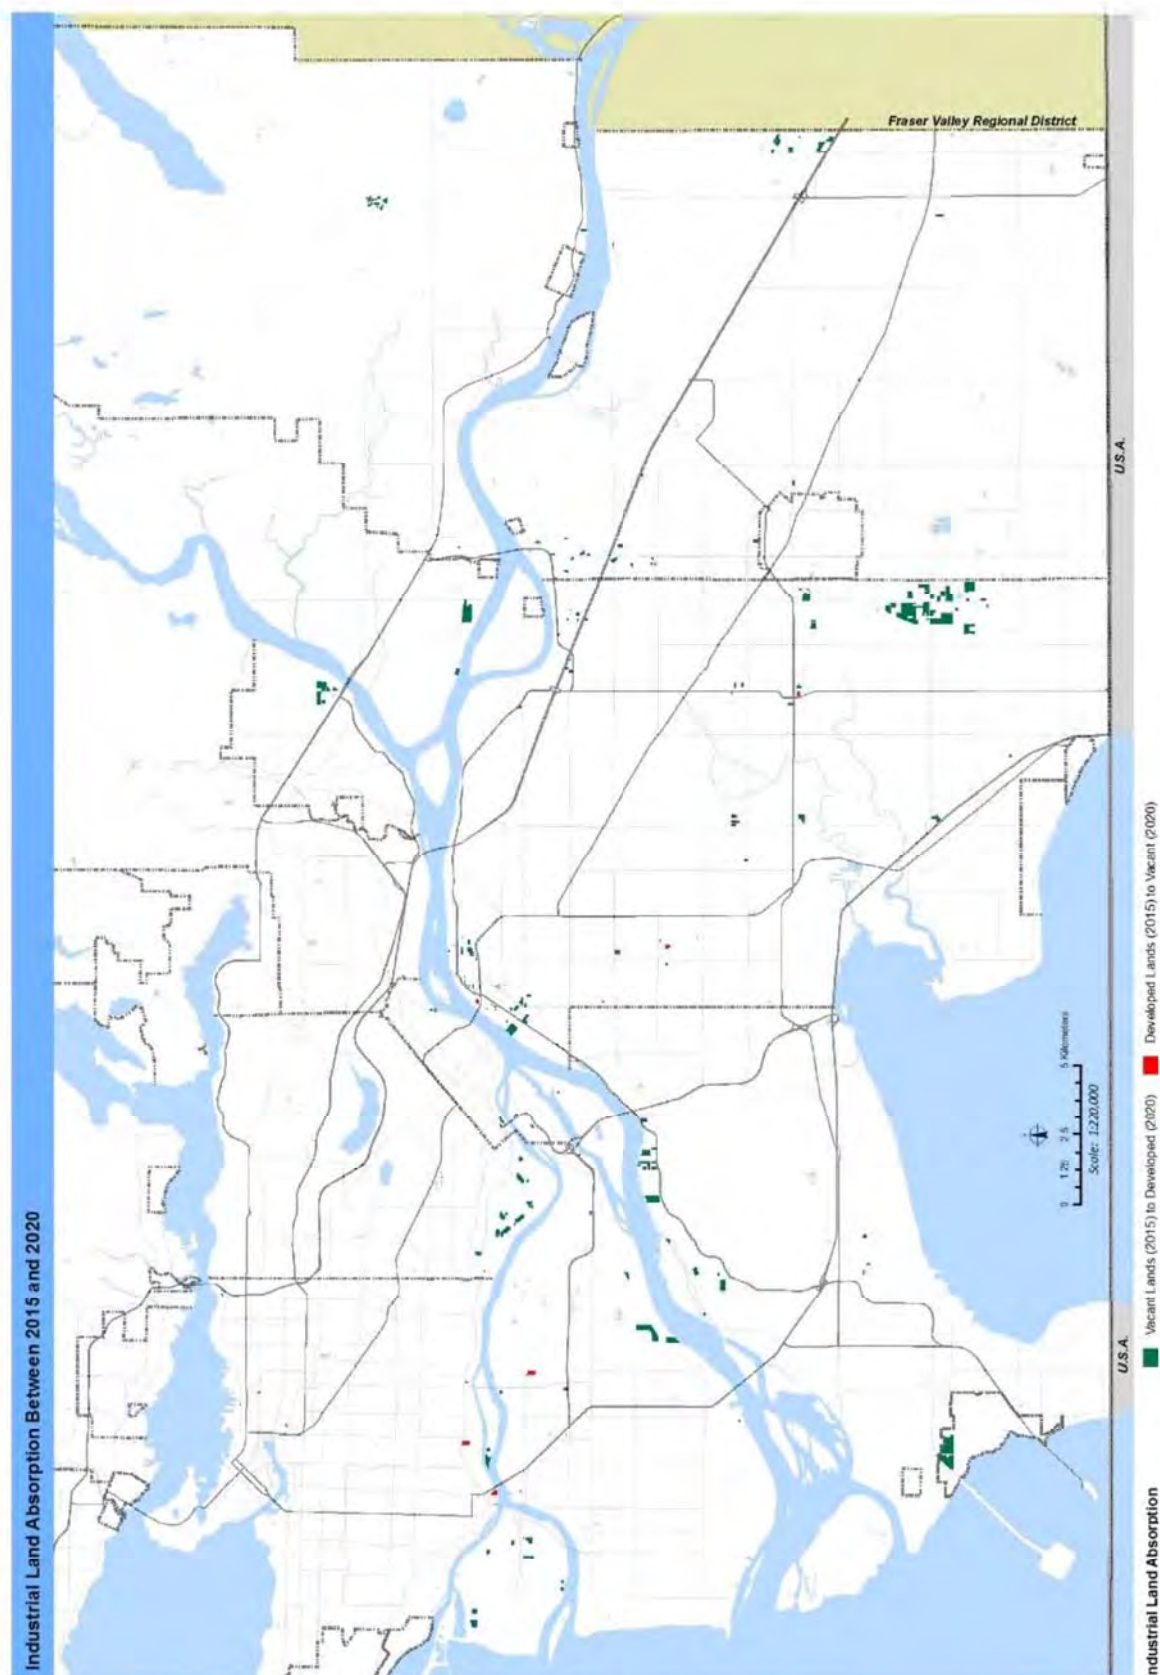 Industrial Land Absorption Between 2015 and 2020
Fraser Valley Regional District
U.S.A.
U.S.A.
0 1.25 2.5 5 Kilometers
Scale: 1:220,000
Industrial Land Absorption
Vacant Lands (2015) to Developed (2020)
Developed Lands (2015) to Vacant (2020)